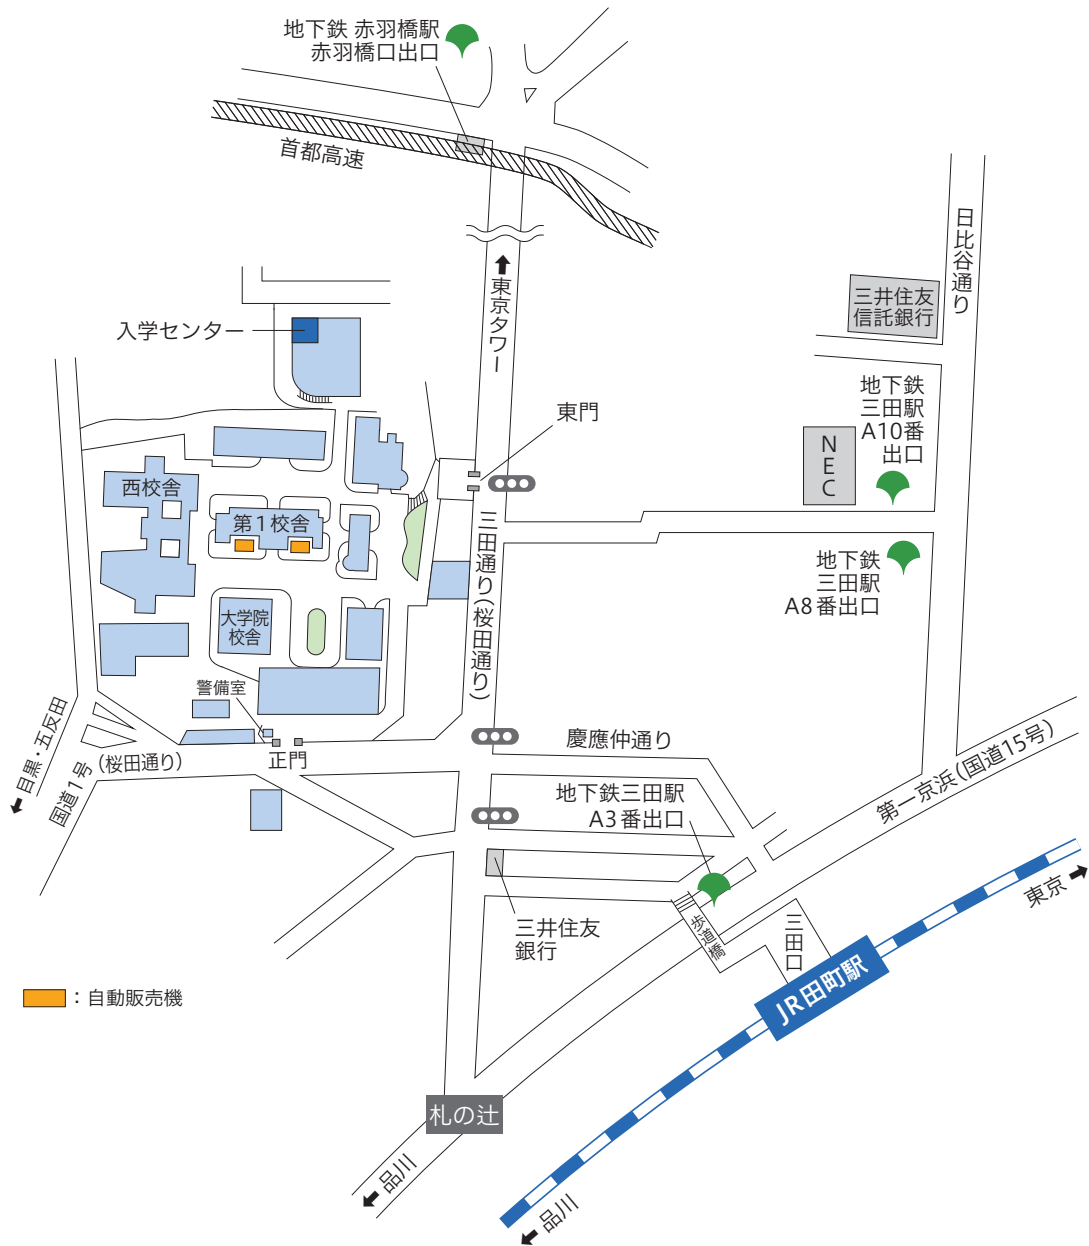 地下鉄 赤羽橋駅
赤羽橋口出口
首都高速
日比谷通り
東京タワー
三井住友
信託銀行
入学センター
地下鉄
三田駅
A10番
出口
東門
NEC
西校舎
第1校舎
三田通り(桜田通り)
地下鉄
三田駅
A8番出口
大学院
校舎
警備室
正門
(桜田通り)
目黒・五反田
国道1号
慶應仲通り
第一京浜(国道15号)
地下鉄三田駅
A3番出口
東京
三井住友
銀行
歩道橋
三田口
JR田町駅
:自動販売機
札の辻
品川
品川